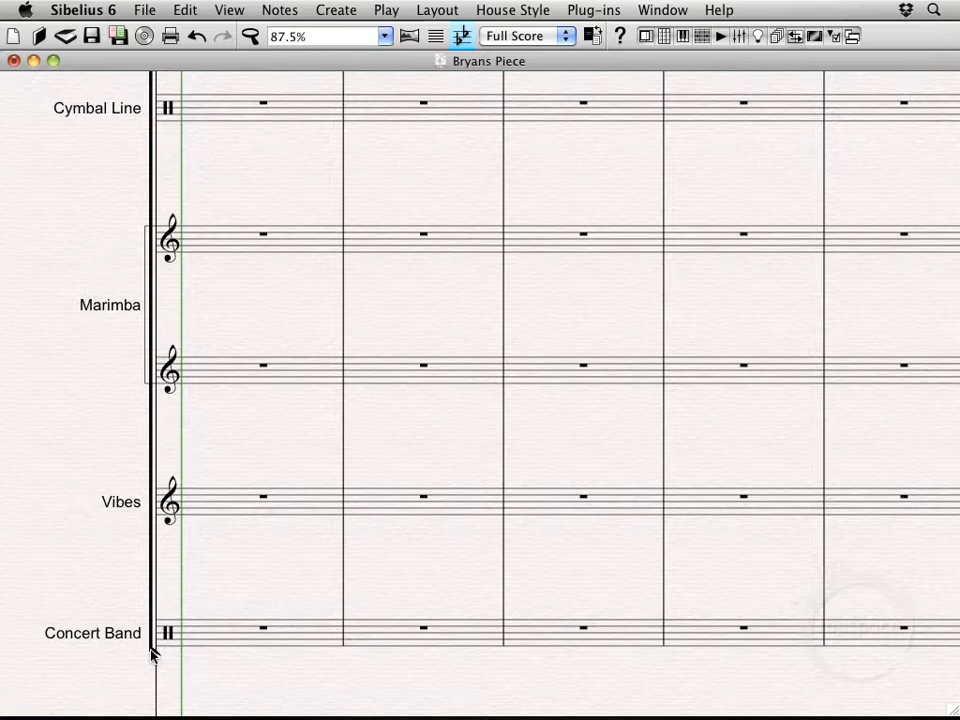 Sibelius 6 File Edit View Notes Create Play Layout House Style Plug-ins Window Help
87.5% Full Score ?
Bryans Piece
Cymbal Line
Marimba
Vibes
Concert Band